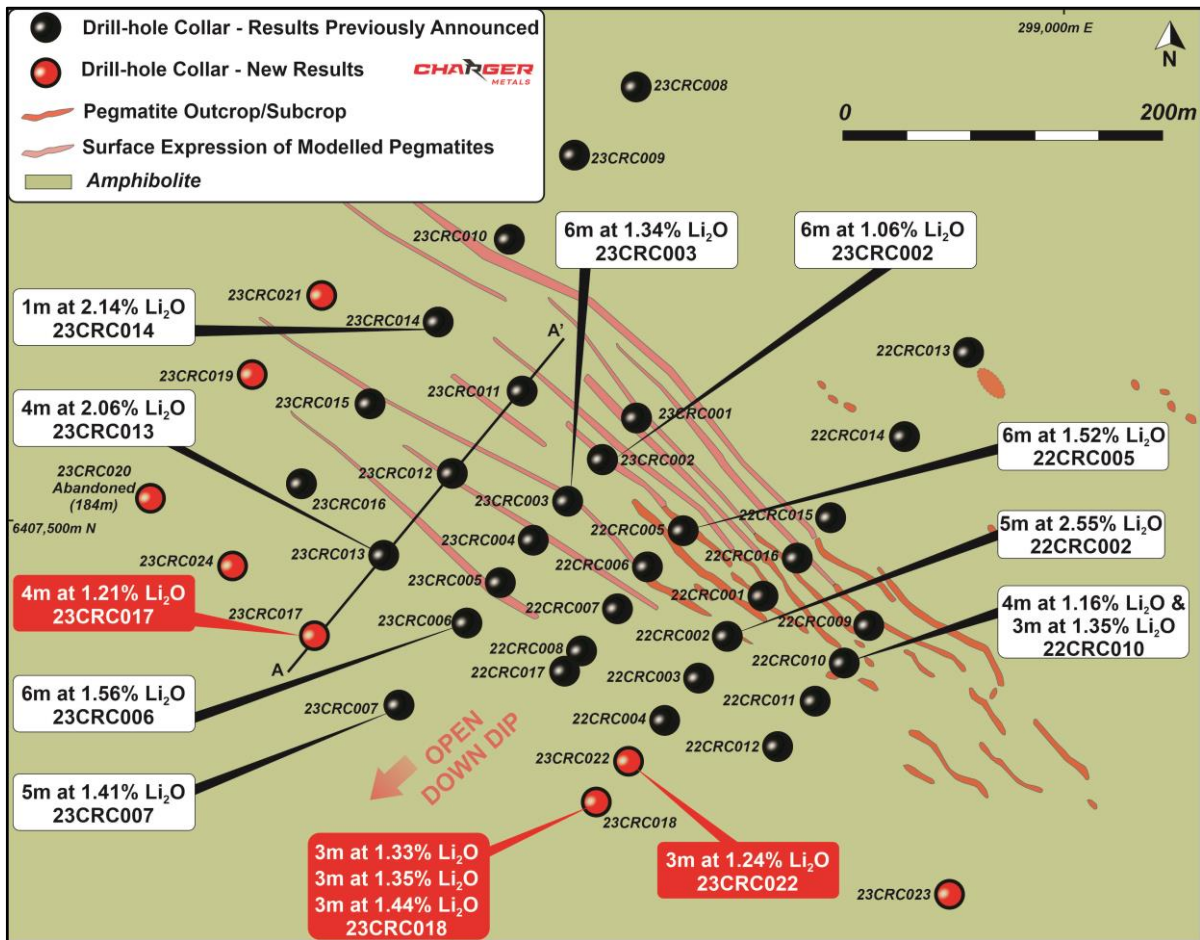 Drill-hole Collar - Results Previously Announced
Drill-hole Collar - New Results
CHARGER
METALS
Pegmatite Outcrop/Subcrop
Surface Expression of Modelled Pegmatites
Amphibolite
299,000m E
N
0 200m
23CRC008
23CRC009
23CRC010
6m at 1.34% Li₂O
23CRC003
6m at 1.06% Li₂O
23CRC002
23CRC021
1m at 2.14% Li₂O
23CRC014
23CRC014
A'
22CRC013
23CRC019
23CRC011
4m at 2.06% Li₂O
23CRC013
23CRC015
23CRC001
22CRC014
6m at 1.52% Li₂O
22CRC005
23CRC002
23CRC012
23CRC020
Abandoned
(184m)
23CRC016
23CRC003
22CRC005
22CRC015
6407,500m N
5m at 2.55% Li₂O
22CRC002
23CRC004
23CRC013
22CRC016
23CRC024
22CRC006
23CRC005
4m at 1.21% Li₂O
23CRC017
23CRC017
22CRC001
22CRC007
4m at 1.16% Li₂O &
3m at 1.35% Li₂O
22CRC010
23CRC006
22CRC002
22CRC009
22CRC008
22CRC010
A
22CRC017
22CRC003
6m at 1.56% Li₂O
23CRC006
23CRC007
22CRC011
22CRC004
22CRC012
OPEN
DOWN DIP
23CRC022
5m at 1.41% Li₂O
23CRC007
23CRC018
3m at 1.33% Li₂O
3m at 1.35% Li₂O
3m at 1.44% Li₂O
23CRC018
3m at 1.24% Li₂O
23CRC022
23CRC023